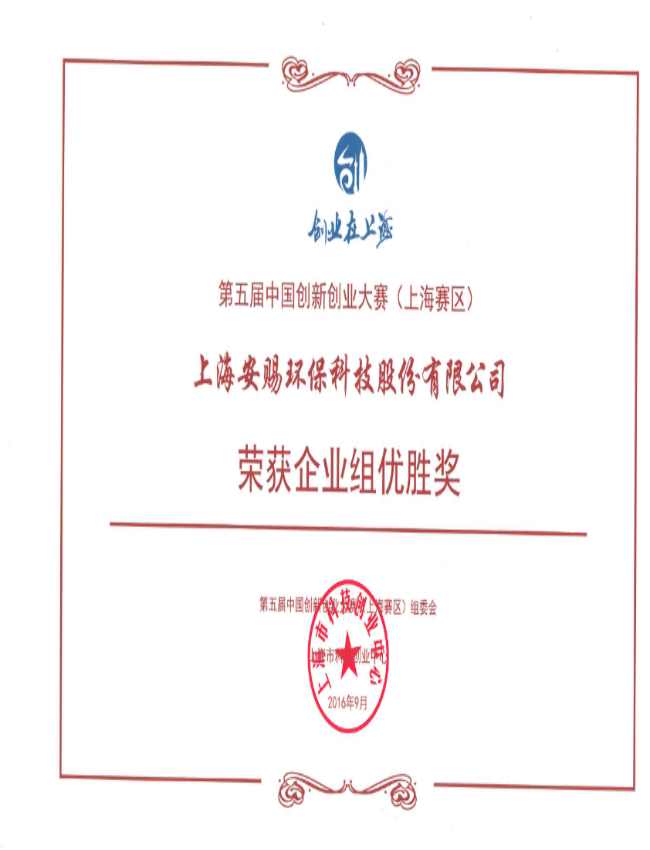 创业在上海
第五届中国创新创业大赛（上海赛区）
上海安赐环保科技股份有限公司
荣获企业组优胜奖
第五届中国创新创业大赛（上海赛区）组委会
上海市科技创业中心
上海市科技创业中心
2016年9月